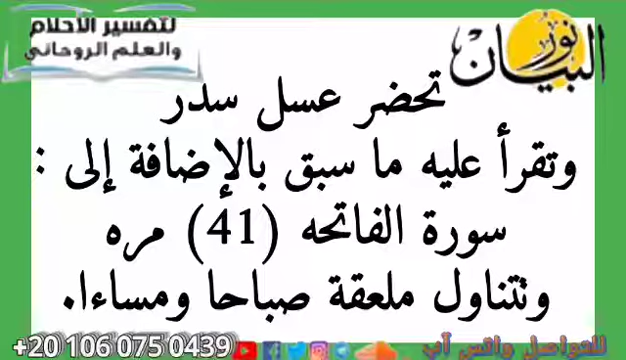 لتفسير الأحلام
والعلم الروحاني
نور
البيان
تحضر عسل سدر
وتقرأ عليه ما سبق بالإضافة إلى :
سورة الفاتحه (41) مره
وتتناول ملعقة صباحا ومساءا.
+20 106 075 0439
للتواصل واتس آب